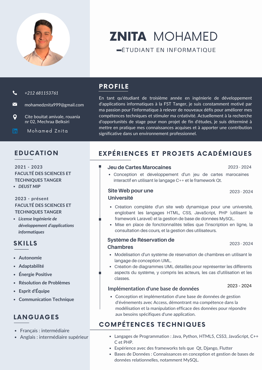 ZNITA MOHAMED
ETUDIANT EN INFORMATIQUE
+212 681153761
mohamedznita999@gmail.com
Cite boutat annisale, nouinou
nr 02, Mechraa Belksiri
Mohamed Znita
PROFILE
En tant qu'étudiant de troisième année en ingénierie de développement
d'applications informatiques à la FST Tanger, je suis constamment motivé par
ma passion pour l'informatique à relever de nouveaux défis pour améliorer mes
compétences techniques et stimuler ma créativité. Actuellement à la recherche
d'opportunités de stage pour mon projet de fin d'études, je suis déterminé à
mettre en pratique mes connaissances acquises et à apporter une contribution
significative dans un environnement professionnel.
EDUCATION
2021 - 2023
FACULTÉ DES SCIENCES ET
TECHNIQUES TANGER
• DEUST MIP
2023 - présent
FACULTÉ DES SCIENCES ET
TECHNIQUES TANGER
• Licence Ingénierie de
développement d'applications
informatiques
SKILLS
• Autonomie
• Adaptabilité
• Énergie Positive
• Résolution de Problèmes
• Esprit d'Équipe
• Communication Technique
LANGUAGES
• Français : intermédiaire
• Anglais : intermédiaire supérieur
EXPÉRIENCES ET PROJETS ACADÉMIQUES
Jeu de Cartes Marocaines 2023 - 2024
• Conception et développement d'un jeu de cartes marocaines
interactif en utilisant le langage C++ et le framework Qt.
Site Web pour une
Université 2023 - 2024
• Création complète d'un site web dynamique pour une université,
englobant les langages HTML, CSS, JavaScript, PHP utilisant le
framework Laravel et la gestion de base de données MySQL.
• Mise en place de fonctionnalités telles que l'inscription en ligne, la
consultation des cours, et la gestion des utilisateurs.
Système de Réservation de
Chambres 2023 - 2024
• Modélisation d'un système de réservation de chambres en utilisant le
langage de conception UML.
• Création de diagrammes UML détaillés pour représenter les différents
aspects du système, y compris les acteurs, les cas d'utilisation et les
classes.
Implémentation d'une base de données 2023 - 2024
• Conception et implémentation d'une base de données de gestion
d'événements avec Access, démontrant ma compétence dans la
modélisation et la manipulation efficace des données pour répondre
aux besoins spécifiques d'une application.
COMPÉTENCES TECHNIQUES
• Langages de Programmation : Java, Python, HTML5, CSS3, JavaScript, C++
C et PHP.
• Expérience avec des frameworks tels que Qt, Django, Flutter
• Bases de Données : Connaissances en conception et gestion de bases de
données relationnelles, notamment MySQL.